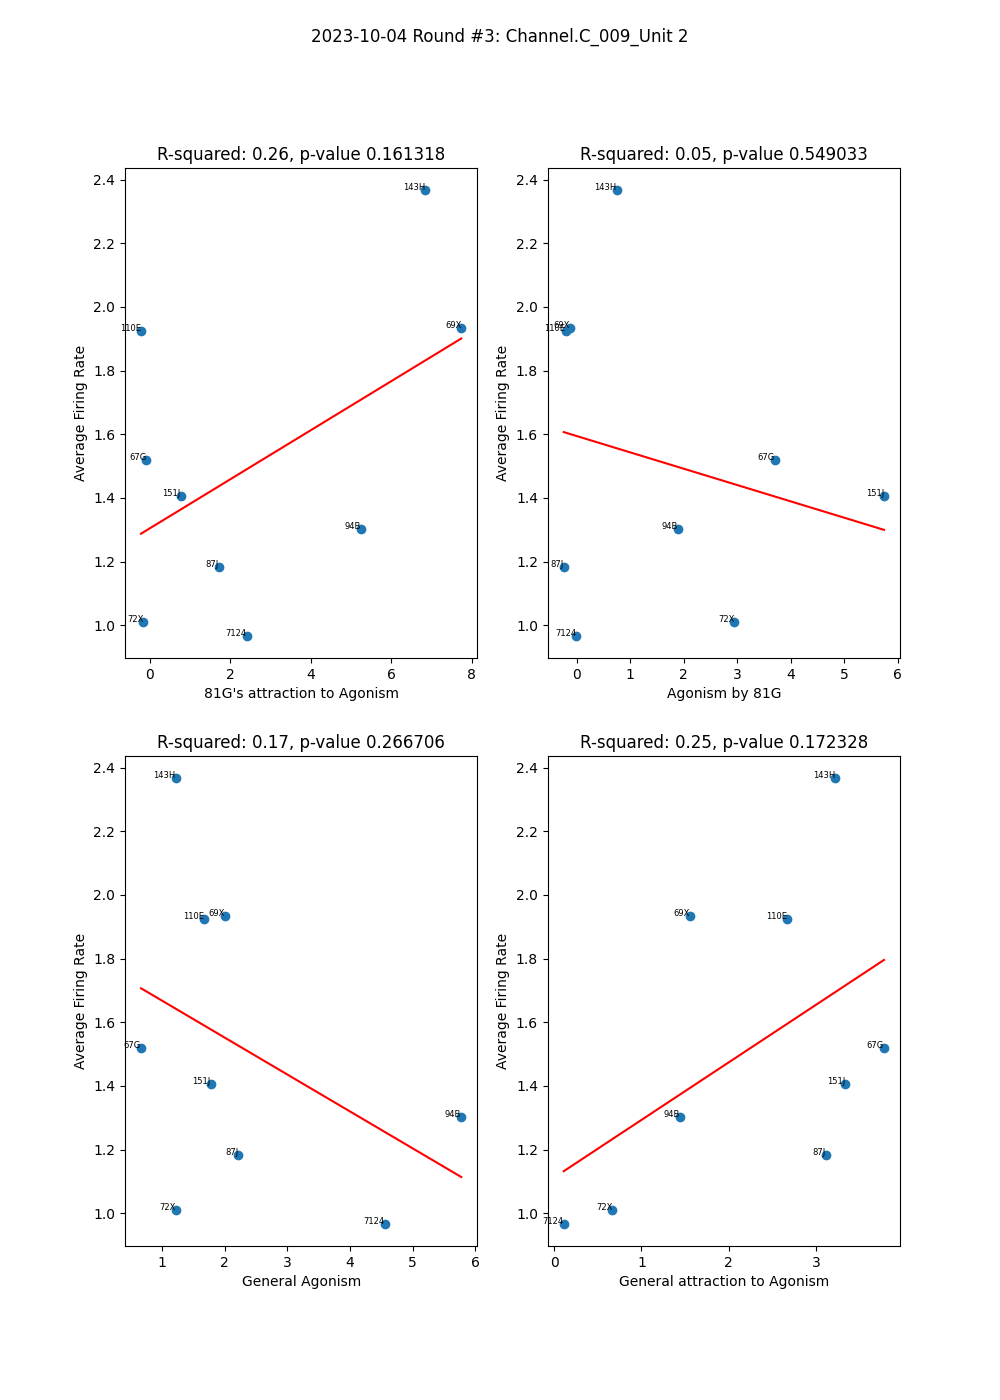 2023-10-04 Round #3: Channel.C_009_Unit 2
R-squared: 0.26, p-value 0.161318
2.4
2.2
2.0
1.8
1.6
1.4
1.2
1.0
Average Firing Rate
143H
69X
110E
67G
151J
94B
87J
72X
7124
0 2 4 6 8
81G's attraction to Agonism
R-squared: 0.05, p-value 0.549033
2.4
2.2
2.0
1.8
1.6
1.4
1.2
1.0
Average Firing Rate
143H
69X
110E
67G
151J
94B
87J
72X
7124
0 1 2 3 4 5 6
Agonism by 81G
R-squared: 0.17, p-value 0.266706
2.4
2.2
2.0
1.8
1.6
1.4
1.2
1.0
Average Firing Rate
143H
110E 69X
67G
151J
94B
87J
72X
7124
1 2 3 4 5 6
General Agonism
R-squared: 0.25, p-value 0.172328
2.4
2.2
2.0
1.8
1.6
1.4
1.2
1.0
Average Firing Rate
143H
69X 110E
67G
151J
94B
87J
72X
7124
0 1 2 3
General attraction to Agonism